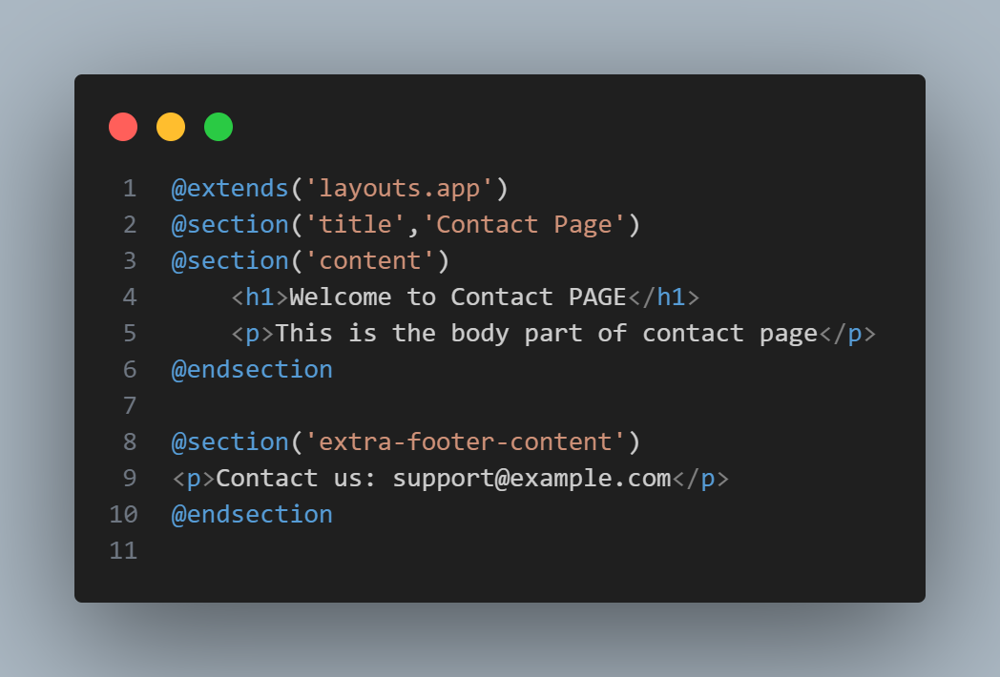 1 @extends('layouts.app')
2 @section('title','Contact Page')
3 @section('content')
4     <h1>Welcome to Contact PAGE</h1>
5     <p>This is the body part of contact page</p>
6 @endsection
7
8 @section('extra-footer-content')
9 <p>Contact us: support@example.com</p>
10 @endsection
11